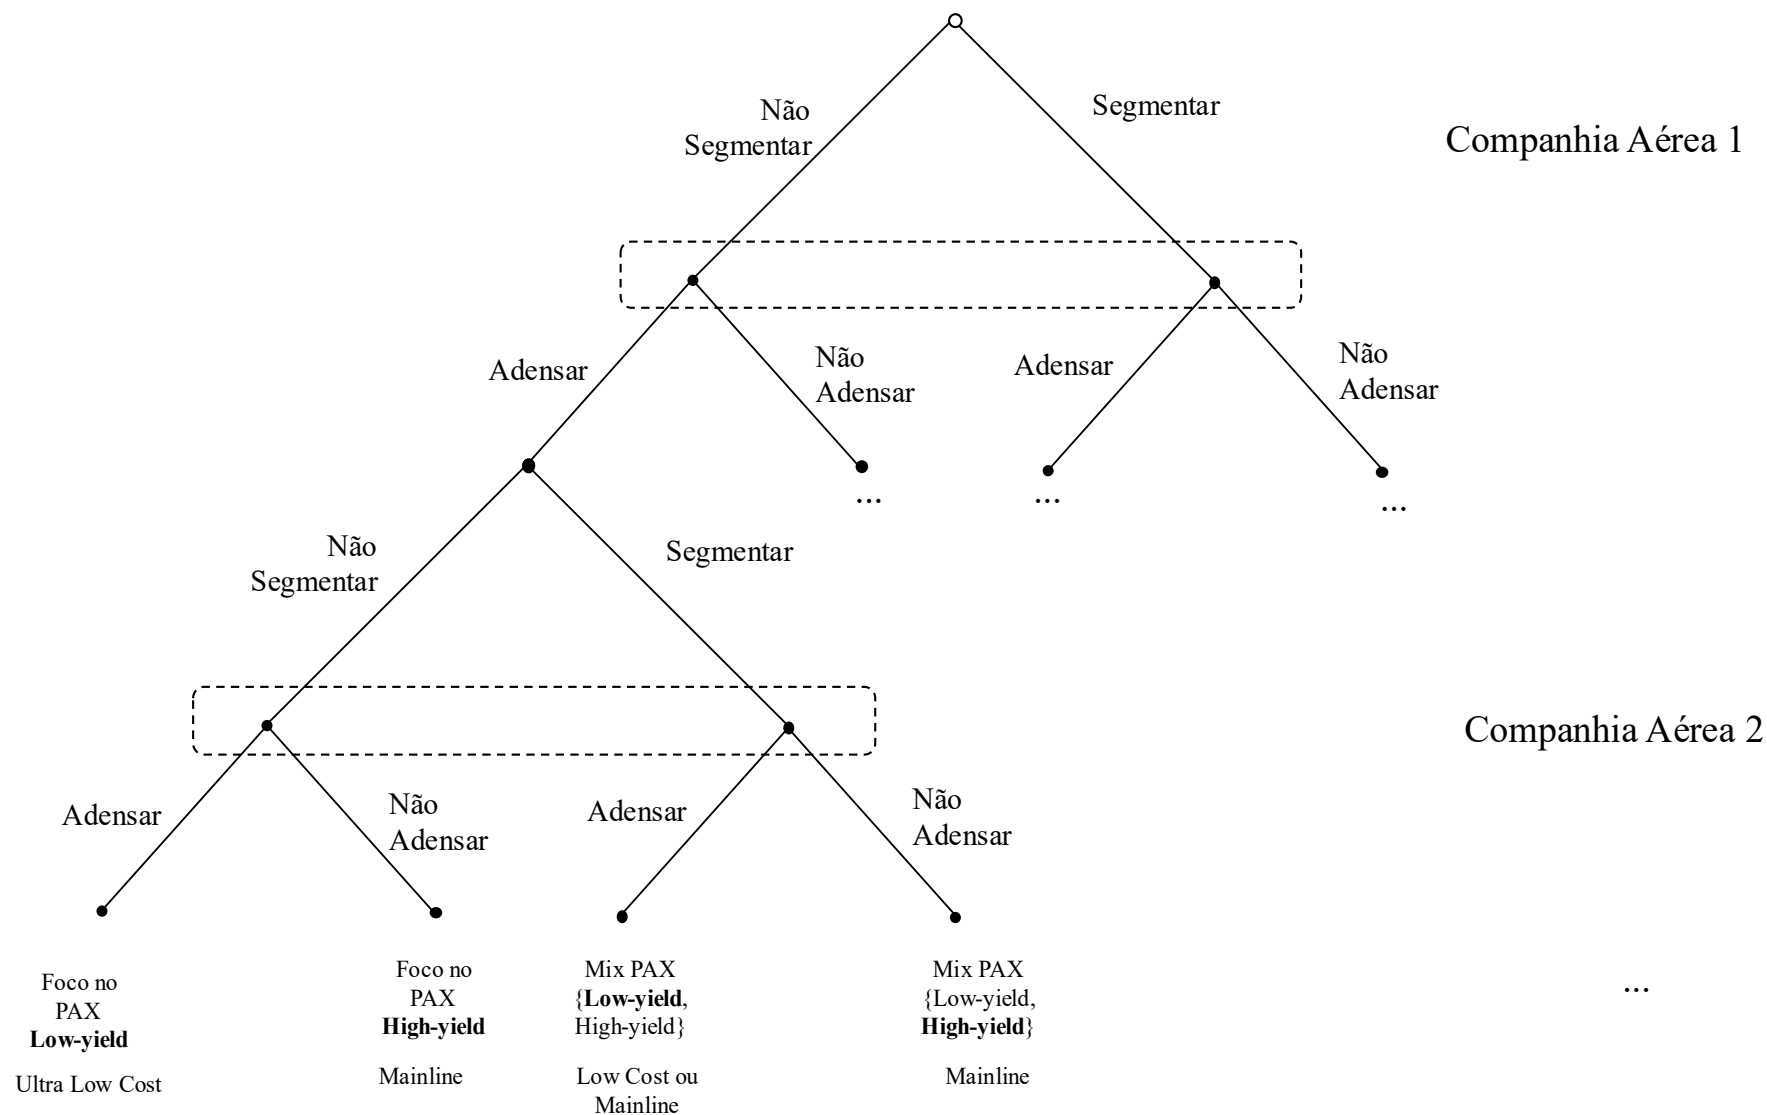 Não
Segmentar
Segmentar
Companhia Aérea 1
Adensar
Não
Adensar
Adensar
Não
Adensar
...
...
...
Não
Segmentar
Segmentar
Companhia Aérea 2
Adensar
Não
Adensar
Adensar
Não
Adensar
Foco no
PAX
Low-yield
Ultra Low Cost
Foco no
PAX
High-yield
Mainline
Mix PAX
{Low-yield,
High-yield}
Low Cost ou
Mainline
Mix PAX
{Low-yield,
High-yield}
Mainline
...